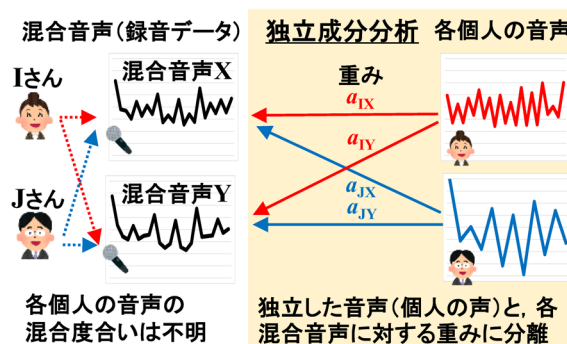 混合音声（録音データ）
独立成分分析
各個人の音声
Iさん
混合音声X
重み
aIX
aIY
Jさん
混合音声Y
aJX
aJY
各個人の音声の
混合度合いは不明
独立した音声（個人の声）と，各
混合音声に対する重みに分離